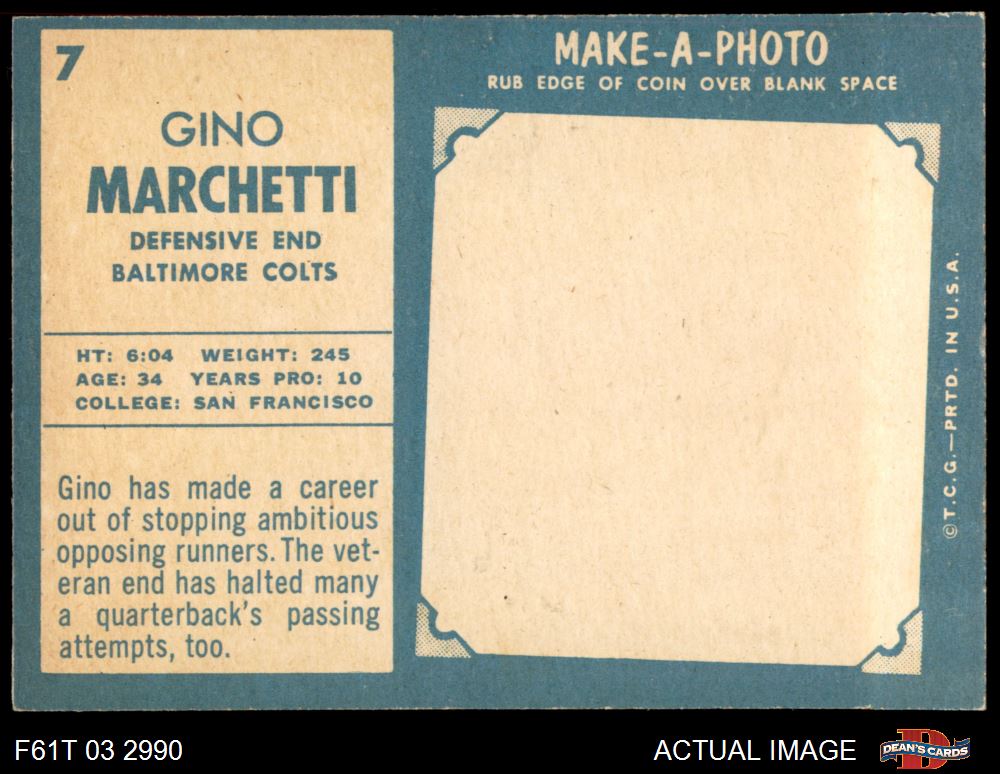 7
GINO
MARCHETTI
DEFENSIVE END
BALTIMORE COLTS
HT: 6:04 WEIGHT: 245
AGE: 34 YEARS PRO: 10
COLLEGE: SAN FRANCISCO
Gino has made a career
out of stopping ambitious
opposing runners. The vet-
eran end has halted many
a quarterback's passing
attempts, too.
MAKE-A-PHOTO
RUB EDGE OF COIN OVER BLANK SPACE
©T.C.G.—PRTD. IN U.S.A.
F61T 03 2990
ACTUAL IMAGE
DEAN'S CARDS